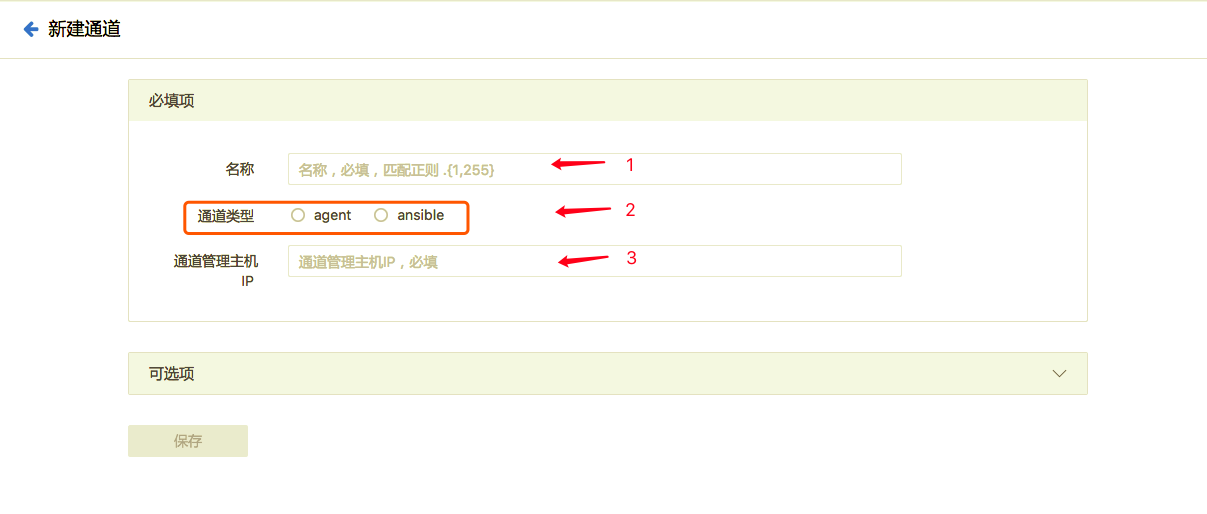 新建通道
必填项
名称 名称，必填，匹配正则 .{1,255} 1
通道类型 agent ansible 2
通道管理主机 通道管理主机IP，必填 3
IP
可选项
保存